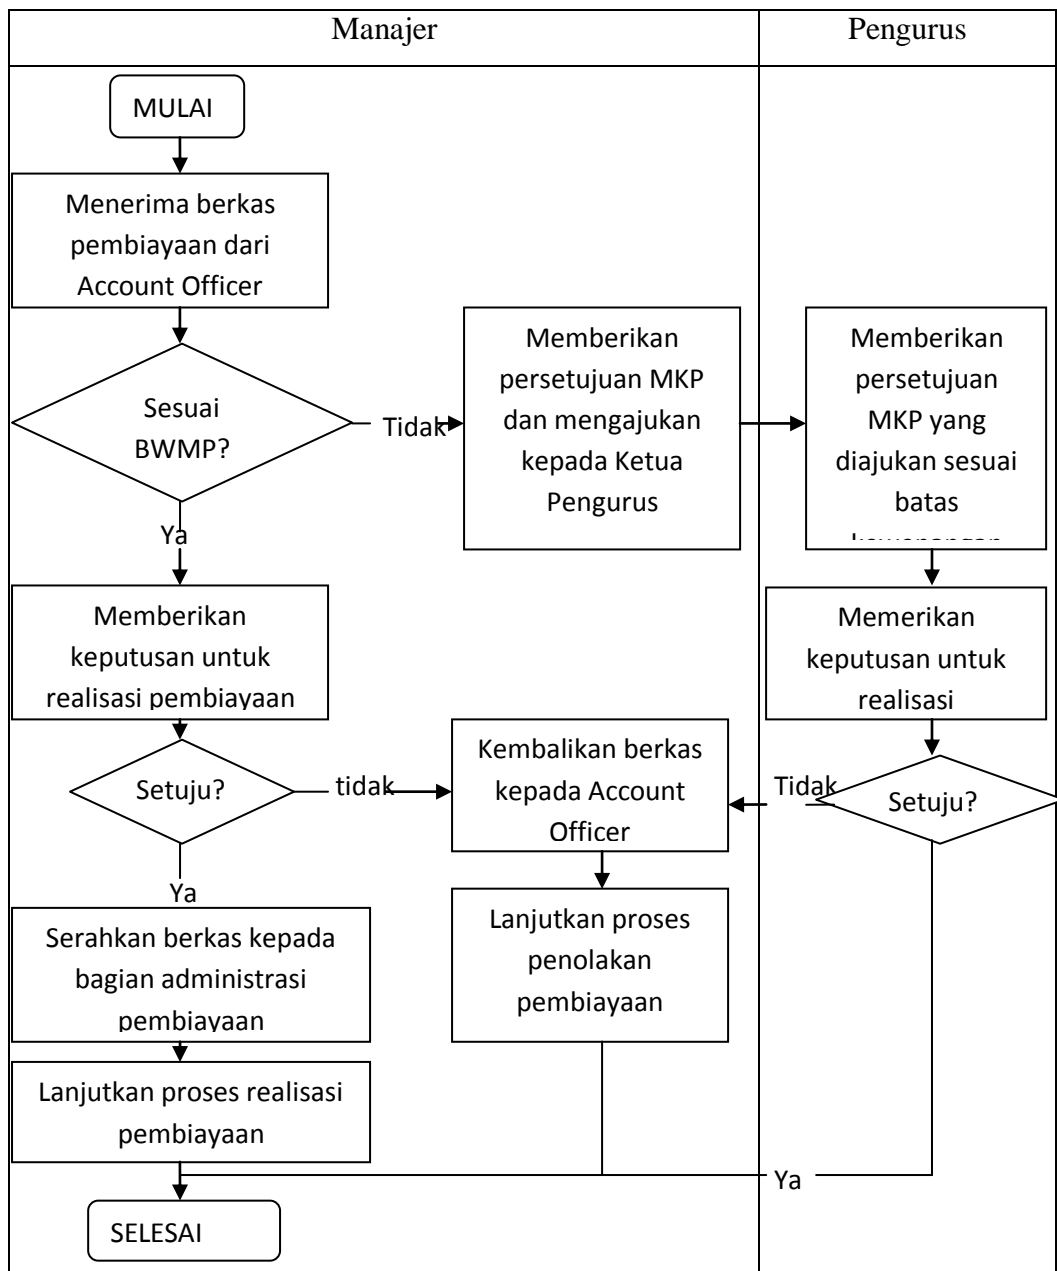 Manajer
Pengurus
MULAI
Menerima berkas
pembiayaan dari
Account Officer
Sesuai
BWMP?
Tidak
Memberikan
persetujuan MKP
dan mengajukan
kepada Ketua
Pengurus
Memberikan
persetujuan
MKP yang
diajukan sesuai
batas
Ya
Memberikan
keputusan untuk
realisasi pembiayaan
Memerikan
keputusan untuk
realisasi
Setuju?
tidak
Kembalikan berkas
kepada Account
Officer
Tidak
Setuju?
Ya
Serahkan berkas kepada
bagian administrasi
pembiayaan
Lanjutkan proses
penolakan
pembiayaan
Lanjutkan proses realisasi
pembiayaan
Ya
SELESAI